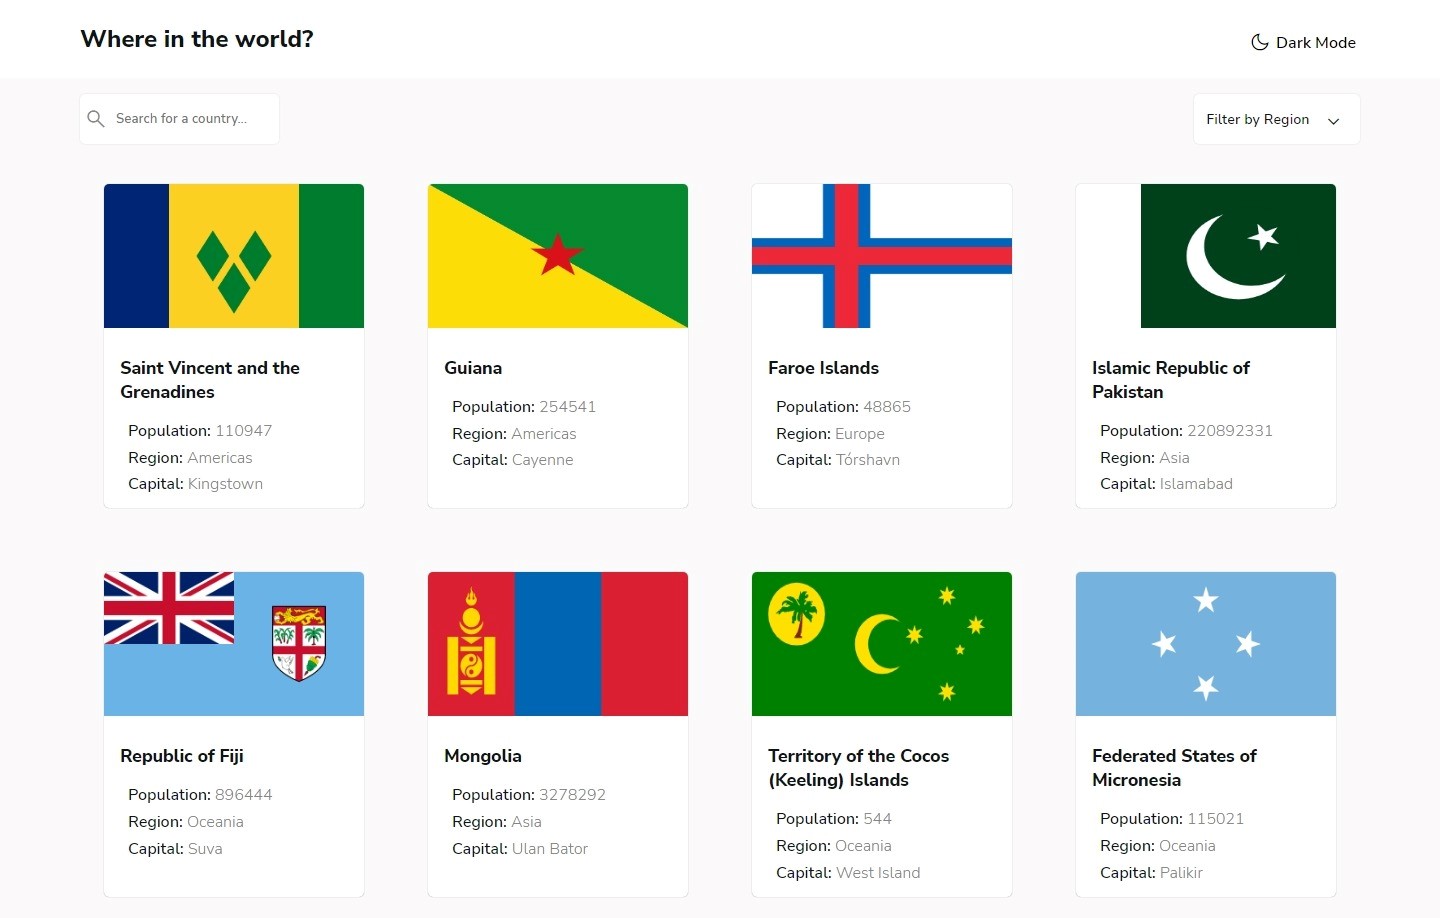 Where in the world?
Dark Mode
Search for a country...
Filter by Region
Saint Vincent and the
Grenadines
Population: 110947
Region: Americas
Capital: Kingstown
Guiana
Population: 254541
Region: Americas
Capital: Cayenne
Faroe Islands
Population: 48865
Region: Europe
Capital: Tórshavn
Islamic Republic of
Pakistan
Population: 220892331
Region: Asia
Capital: Islamabad
Republic of Fiji
Population: 896444
Region: Oceania
Capital: Suva
Mongolia
Population: 3278292
Region: Asia
Capital: Ulan Bator
Territory of the Cocos
(Keeling) Islands
Population: 544
Region: Oceania
Capital: West Island
Federated States of
Micronesia
Population: 115021
Region: Oceania
Capital: Palikir